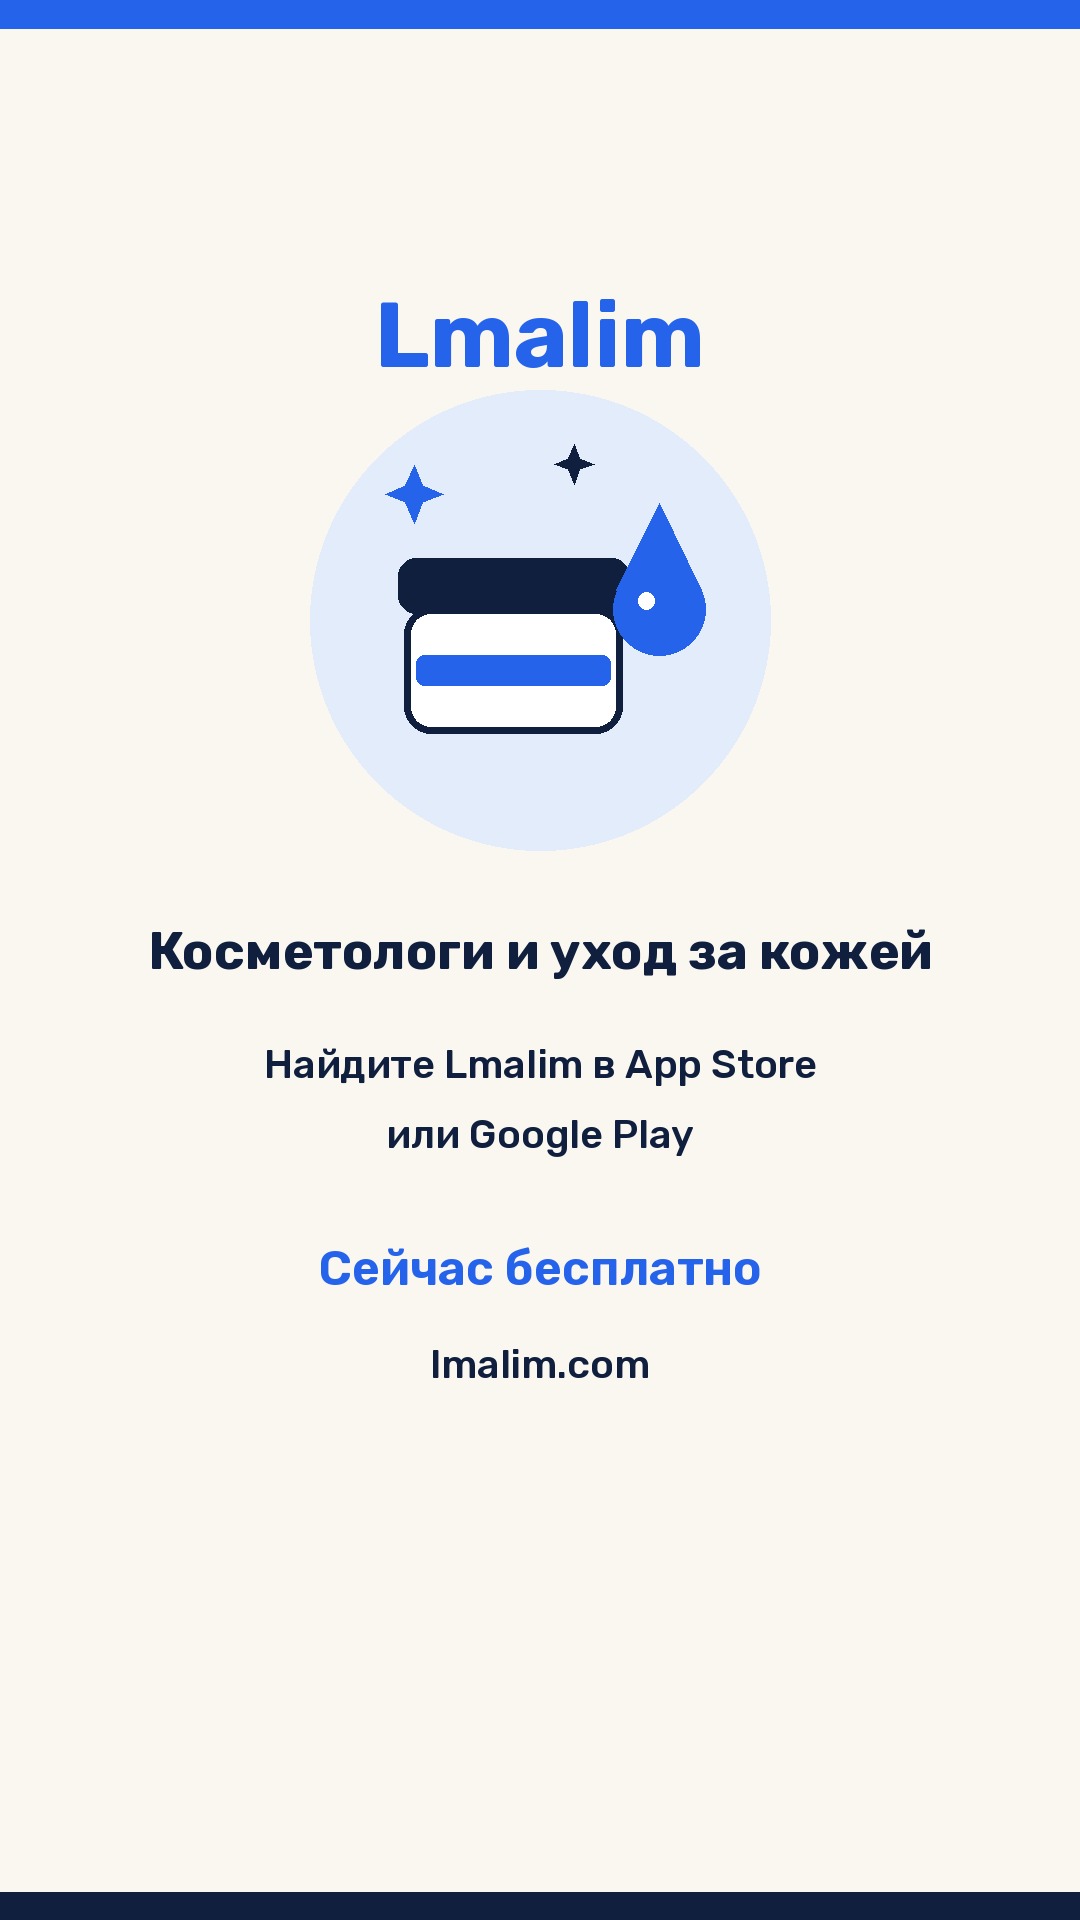 Lmalim
Косметологи и уход за кожей
Найдите Lmalim в App Store
или Google Play
Сейчас бесплатно
lmalim.com